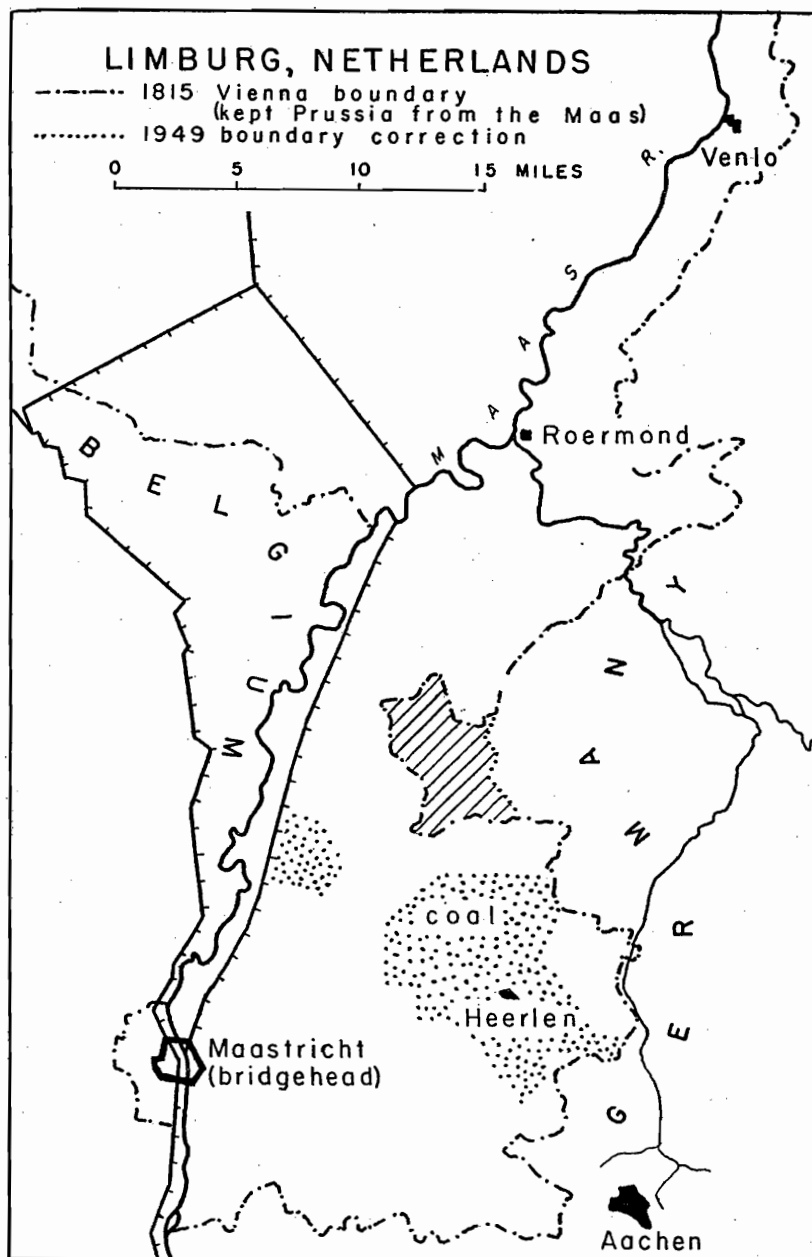 LIMBURG, NETHERLANDS
1815 Vienna boundary
(kept Prussia from the Maas)
1949 boundary correction
0 5 10 15 MILES
Venlo
MAAS R.
Roermond
BELGIUM
GERMANY
coal
Heerlen
Maastricht
(bridgehead)
Aachen